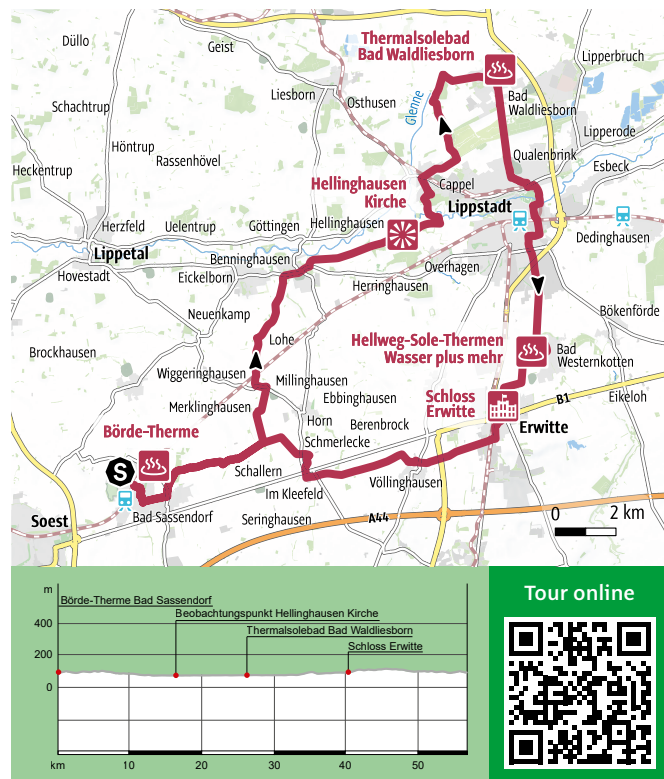 Düllo
Geist
Thermalsolebad
Bad Waldliesborn
Lipperbruch
Liesborn
Osthusen
Glenne
Bad
Waldliesborn
Schachtrup
Lipperode
Höntrup
Rassenhövel
Qualenbrink
Esbeck
Heckentrup
Hellinghausen
Kirche
Cappel
Lippstadt
Herzfeld
Uelentrup
Göttingen
Hellinghausen
Dedinghausen
Lippetal
Benninghausen
Overhagen
Hovestadt
Eickelborn
Herringhausen
Neuenkamp
Bökenförde
Lohe
Hellweg-Sole-Thermen
Wasser plus mehr
Brockhausen
Bad
Westernkotten
Wiggeringhausen
Millinghausen
Ebbinghausen
Schloss
Erwitte
B1
Eikeloh
Merklinghausen
Horn
Berenbrock
Erwitte
Börde-Therme
Schmerlecke
S
Schallern
Völlinghausen
Im Kleefeld
Soest
Bad Sassendorf
Seringhausen
A44
0 2 km
m
Börde-Therme Bad Sassendorf
Beobachtungspunkt Hellinghausen Kirche
400
Thermalsolebad Bad Waldliesborn
Schloss Erwitte
200
0
km 10 20 30 40 50
Tour online